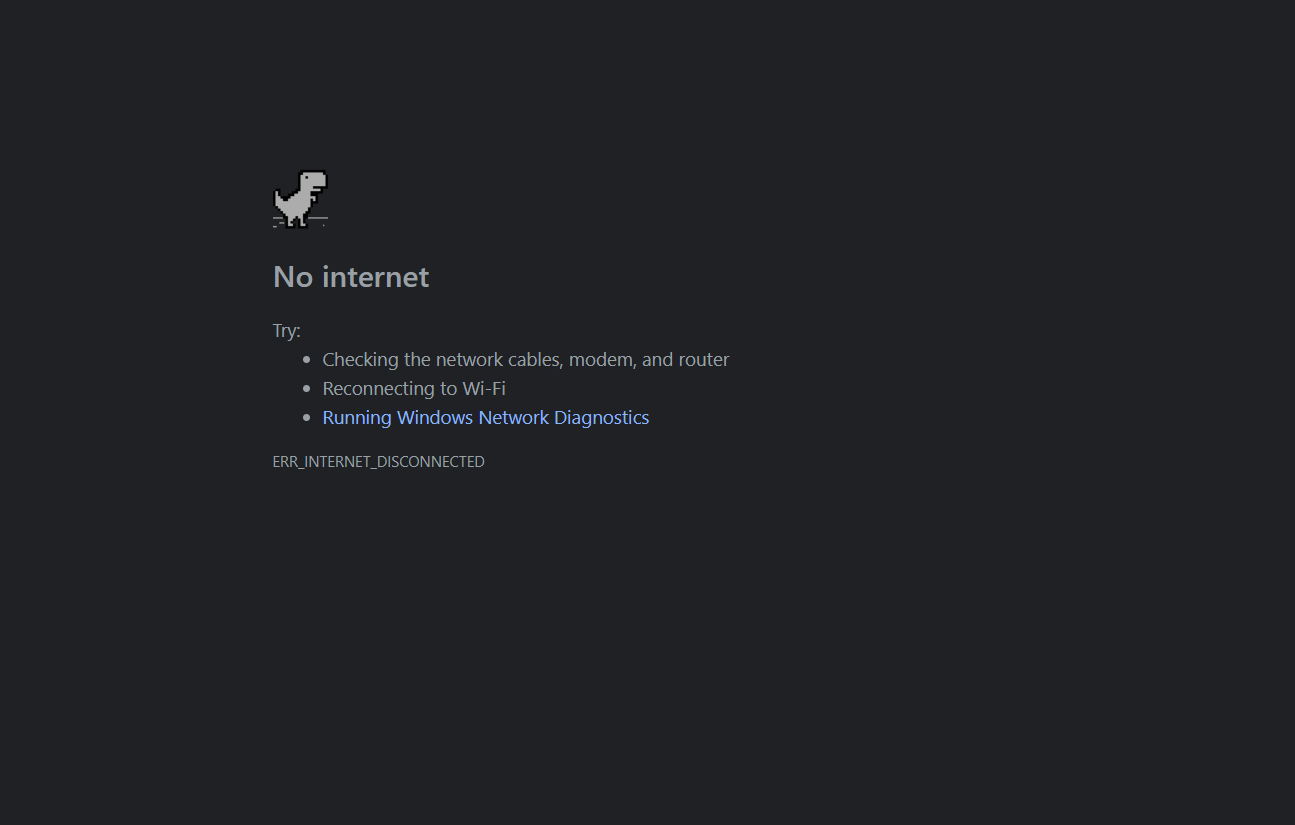 No internet
Try:
Checking the network cables, modem, and router
Reconnecting to Wi-Fi
Running Windows Network Diagnostics
ERR_INTERNET_DISCONNECTED